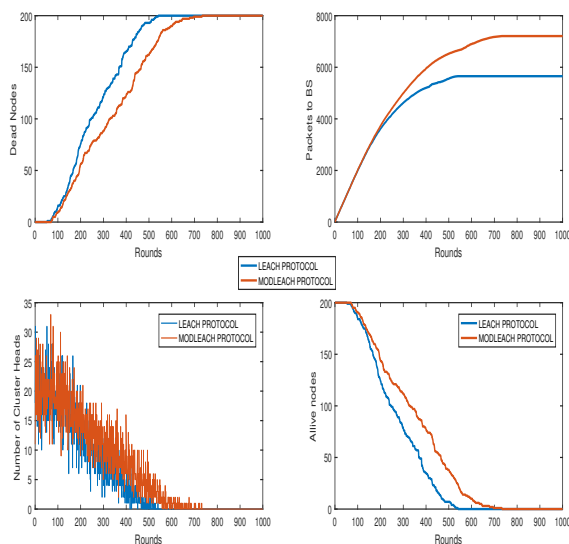 200
150
100
50
0
Dead Nodes
0 100 200 300 400 500 600 700 800 900 1000
Rounds
8000
6000
4000
2000
0
Packets to BS
0 100 200 300 400 500 600 700 800 900 1000
Rounds
LEACH PROTOCOL
MODLEACH PROTOCOL
35
30
25
20
15
10
5
0
Number of Cluster Heads
LEACH PROTOCOL
MODLEACH PROTOCOL
0 100 200 300 400 500 600 700 800 900 1000
Rounds
200
150
100
50
0
Allive nodes
LEACH PROTOCOL
MODLEACH PROTOCOL
0 100 200 300 400 500 600 700 800 900 1000
Rounds